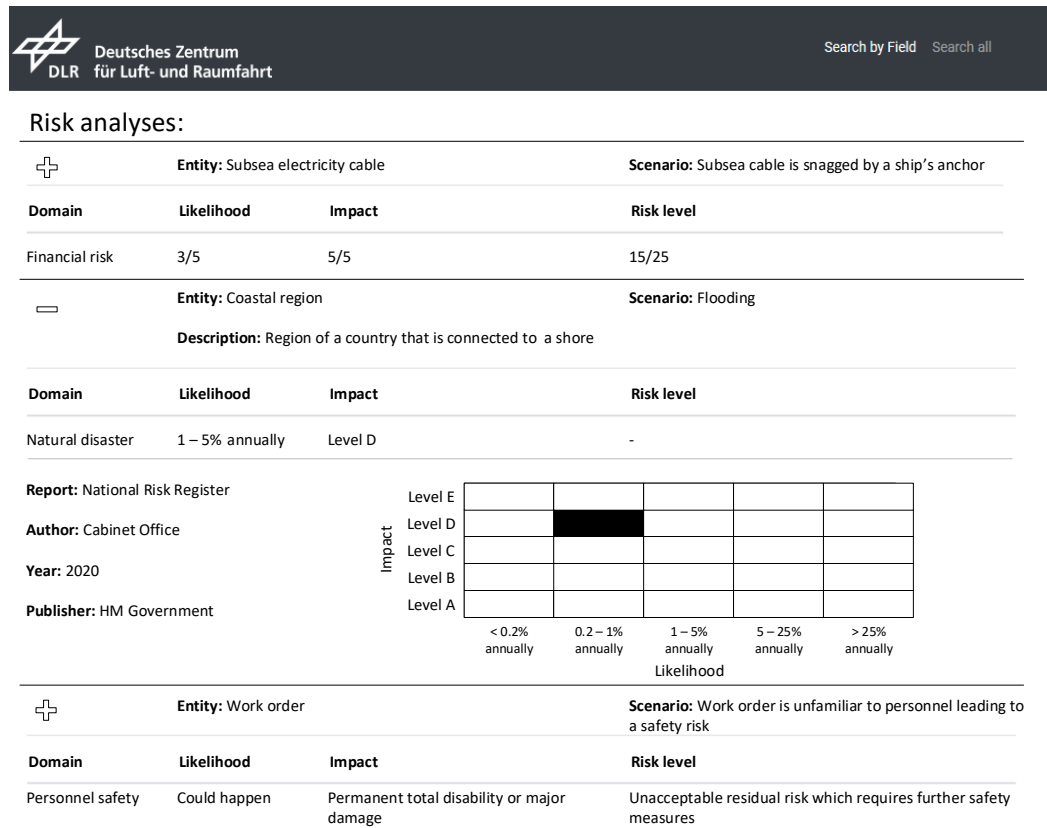 Deutsches Zentrum
DLR für Luft- und Raumfahrt
Search by Field Search all
Risk analyses:
Entity: Subsea electricity cable Scenario: Subsea cable is snagged by a ship's anchor
Domain Likelihood Impact Risk level
Financial risk 3/5 5/5 15/25
Entity: Coastal region Scenario: Flooding
Description: Region of a country that is connected to a shore
Domain Likelihood Impact Risk level
Natural disaster 1 – 5% annually Level D -
Report: National Risk Register
Author: Cabinet Office
Year: 2020
Publisher: HM Government
Impact
Level E
Level D
Level C
Level B
Level A
< 0.2% 0.2 – 1% 1 – 5% 5 – 25% > 25%
annually annually annually annually annually
Likelihood
Entity: Work order Scenario: Work order is unfamiliar to personnel leading to
a safety risk
Domain Likelihood Impact Risk level
Personnel safety Could happen Permanent total disability or major Unacceptable residual risk which requires further safety
damage measures